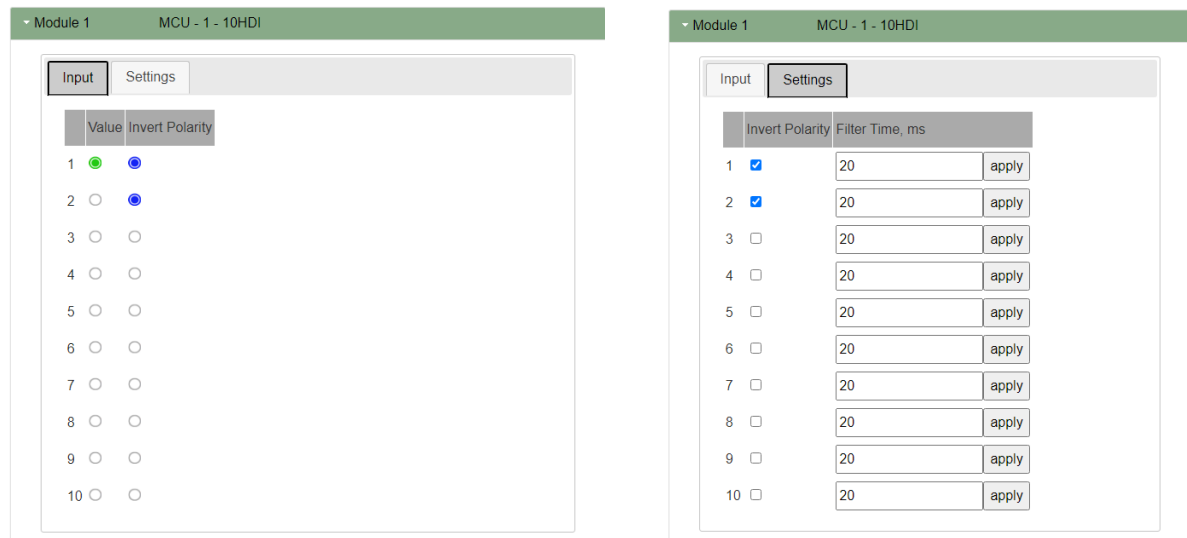 Module 1 MCU - 1 - 10HDI
Input Settings
Value Invert Polarity
1
2
3
4
5
6
7
8
9
10
Module 1 MCU - 1 - 10HDI
Input Settings
Invert Polarity Filter Time, ms
1 20 apply
2 20 apply
3 20 apply
4 20 apply
5 20 apply
6 20 apply
7 20 apply
8 20 apply
9 20 apply
10 20 apply